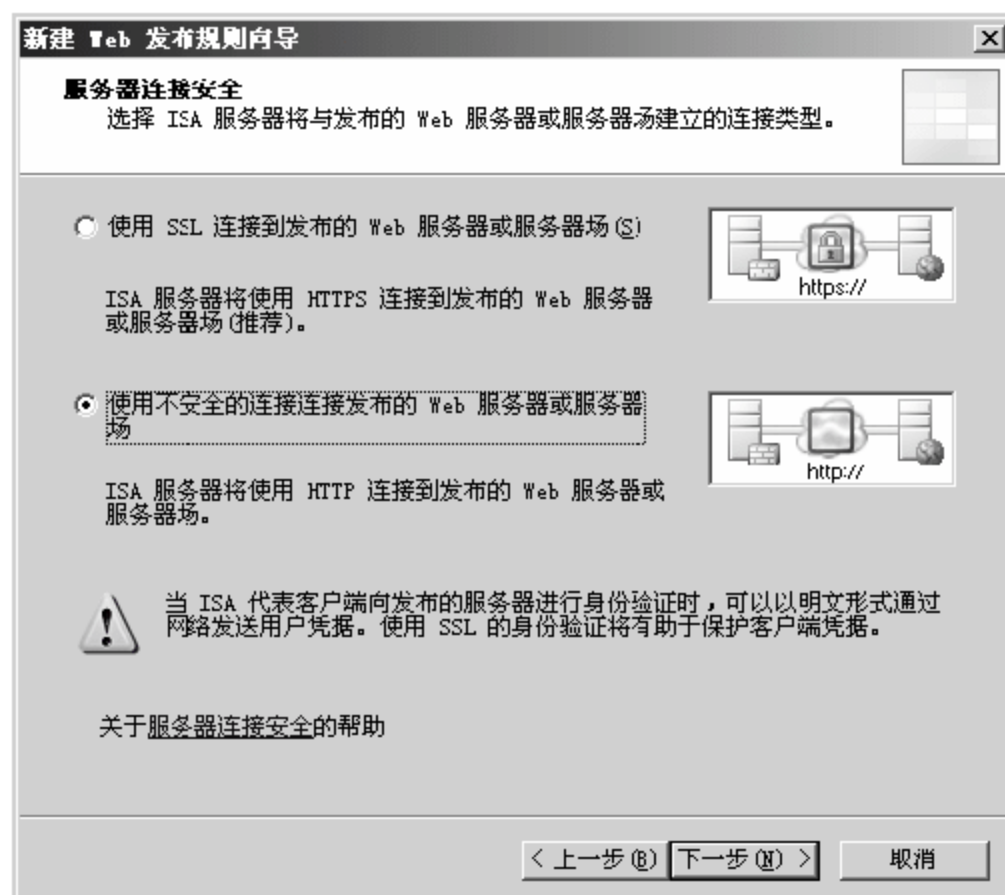 新建 Web 发布规则向导
服务器连接安全
选择 ISA 服务器将与发布的 Web 服务器或服务器场建立的连接类型。
使用 SSL 连接到发布的 Web 服务器或服务器场(S)
https://
ISA 服务器将使用 HTTPS 连接到发布的 Web 服务器
或服务器场(推荐)。
使用不安全的连接连接发布的 Web 服务器或服务器
场
http://
ISA 服务器将使用 HTTP 连接到发布的 Web 服务器或
服务器场。
当 ISA 代表客户端向发布的服务器进行身份验证时,可以以明文形式通过
网络发送用户凭据。使用 SSL 的身份验证将有助于保护客户端凭据。
关于服务器连接安全的帮助
< 上一步(B) 下一步(N) > 取消